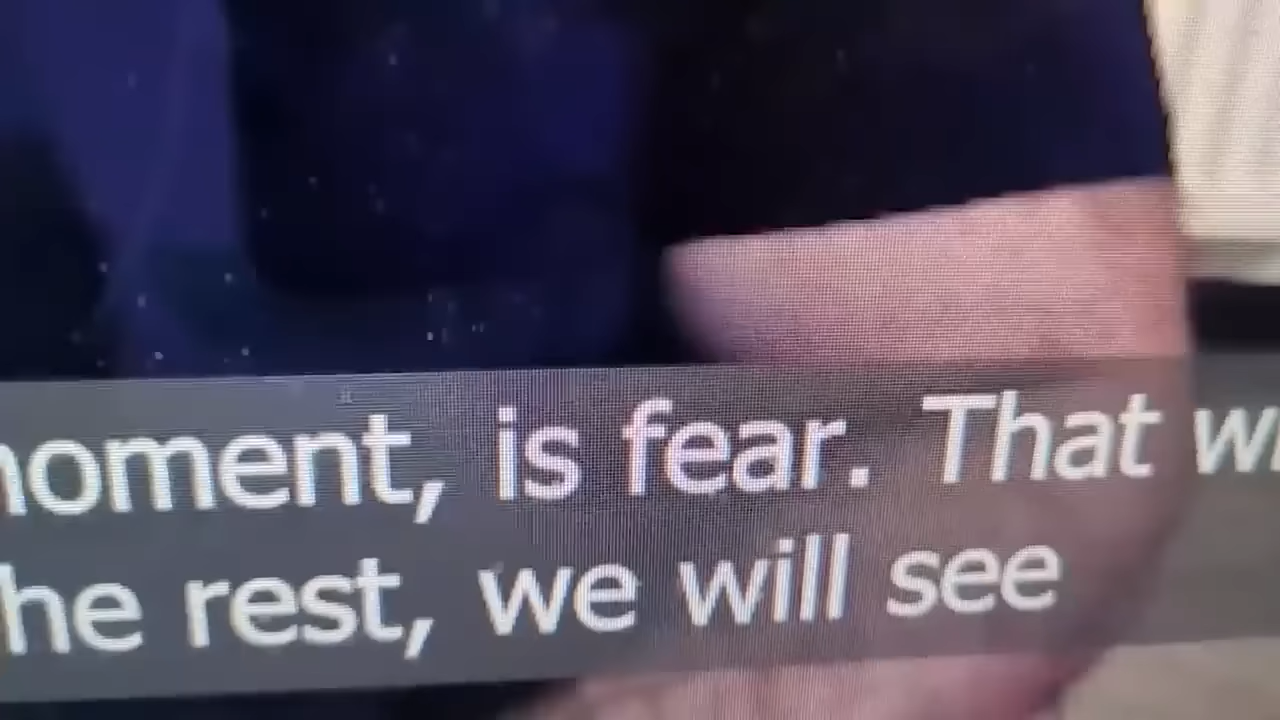 moment, is fear. That
he rest, we will see